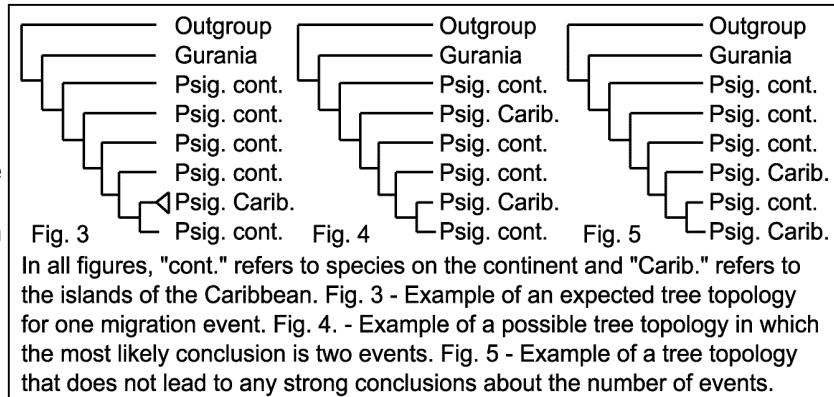 Outgroup
Gurania
Psig. cont.
Psig. cont.
Psig. cont.
Psig. cont.
Psig. Carib.
Psig. cont.
Fig. 3
Outgroup
Gurania
Psig. cont.
Psig. Carib.
Psig. cont.
Psig. cont.
Psig. Carib.
Psig. cont.
Fig. 4
Outgroup
Gurania
Psig. cont.
Psig. cont.
Psig. cont.
Psig. Carib.
Psig. cont.
Psig. Carib.
Fig. 5
In all figures, "cont." refers to species on the continent and "Carib." refers to
the islands of the Caribbean. Fig. 3 - Example of an expected tree topology
for one migration event. Fig. 4. - Example of a possible tree topology in which
the most likely conclusion is two events. Fig. 5 - Example of a tree topology
that does not lead to any strong conclusions about the number of events.